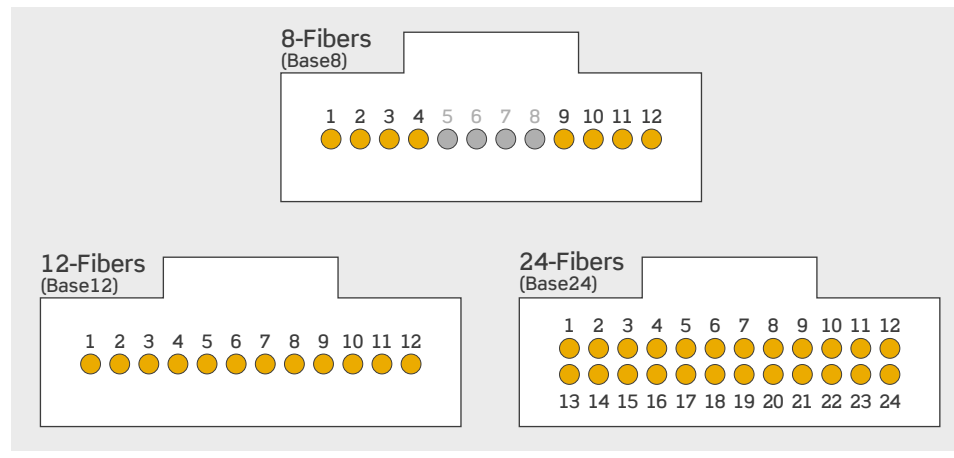 8-Fibers
(Base8)
1 2 3 4 5 6 7 8 9 10 11 12
12-Fibers
(Base12)
1 2 3 4 5 6 7 8 9 10 11 12
24-Fibers
(Base24)
1 2 3 4 5 6 7 8 9 10 11 12
13 14 15 16 17 18 19 20 21 22 23 24